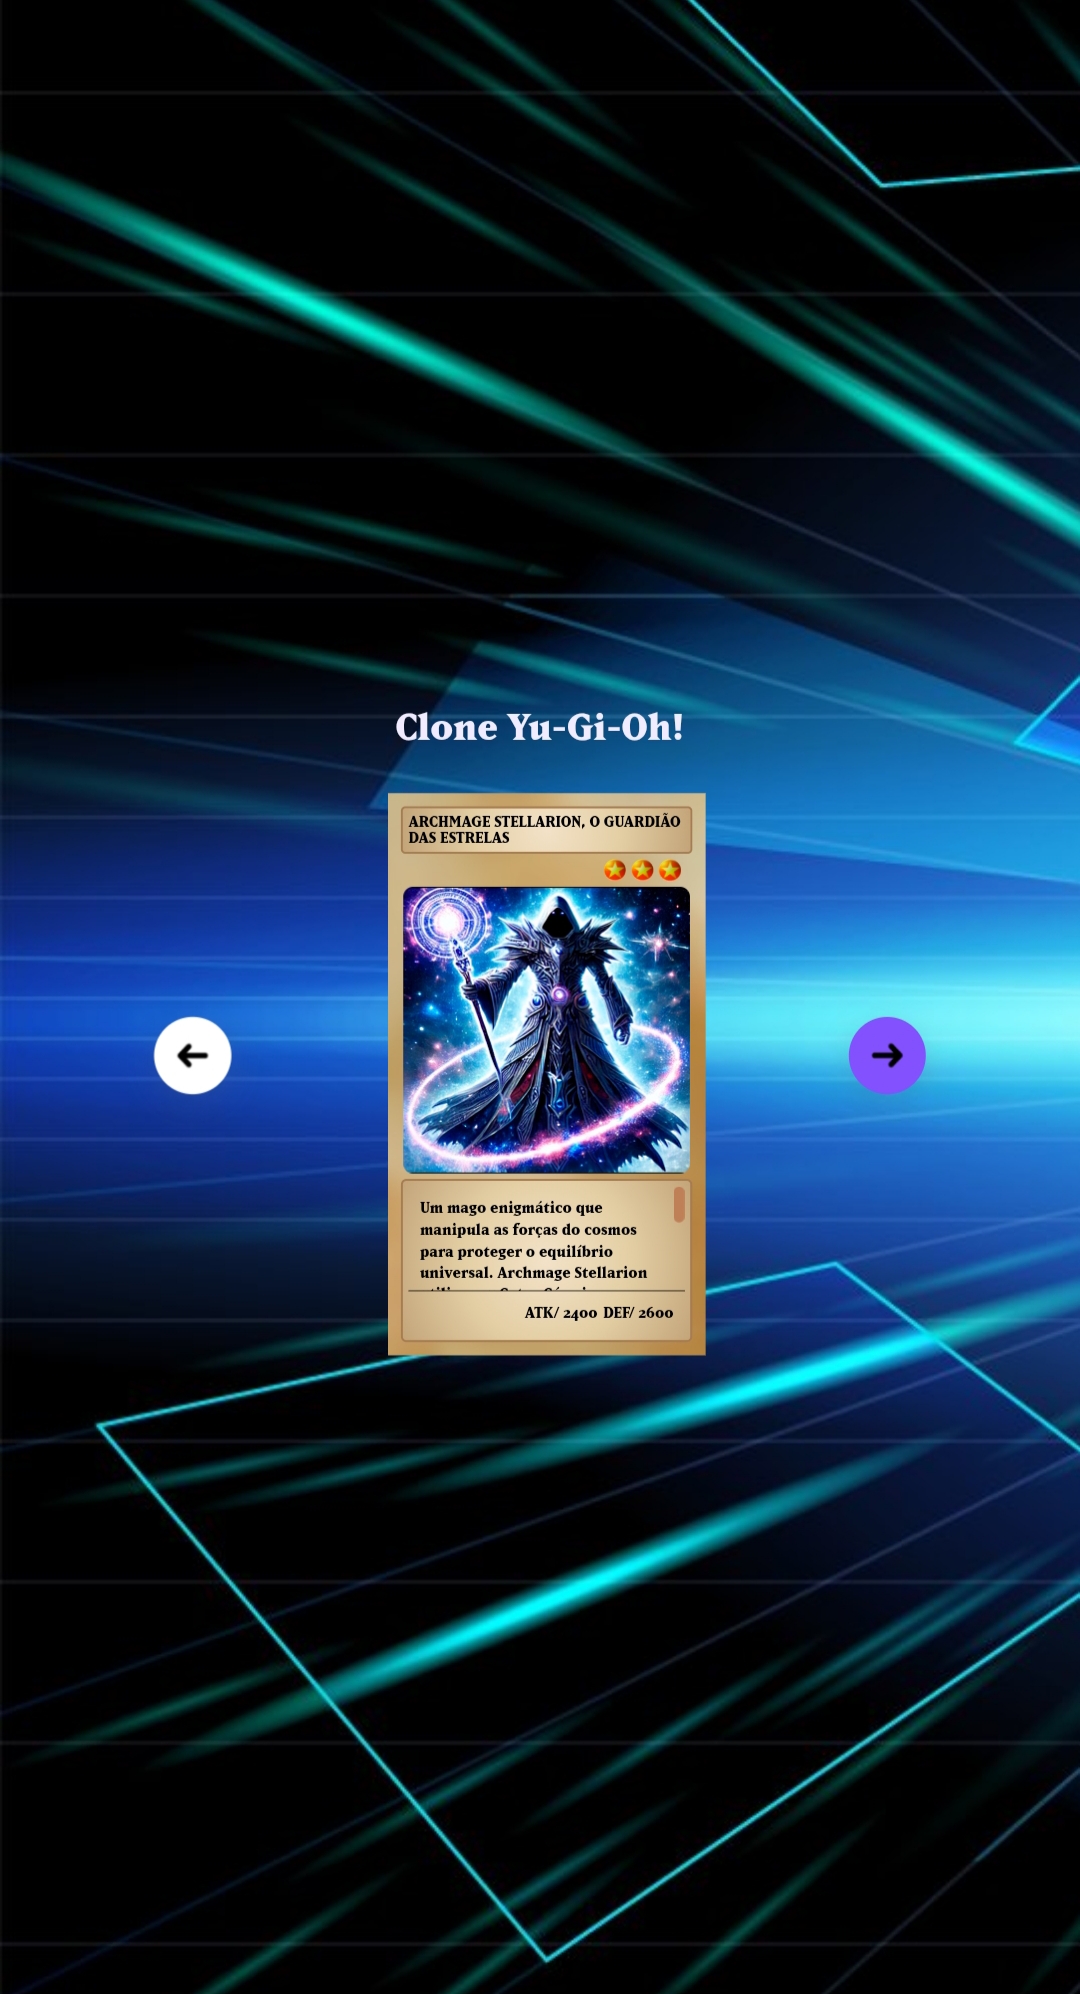 Clone Yu-Gi-Oh!
ARCHMAGE STELLARION, O GUARDIÃO
DAS ESTRELAS
Um mago enigmático que
manipula as forças do cosmos
para proteger o equilíbrio
universal. Archmage Stellarion
ATK/ 2400 DEF/ 2600